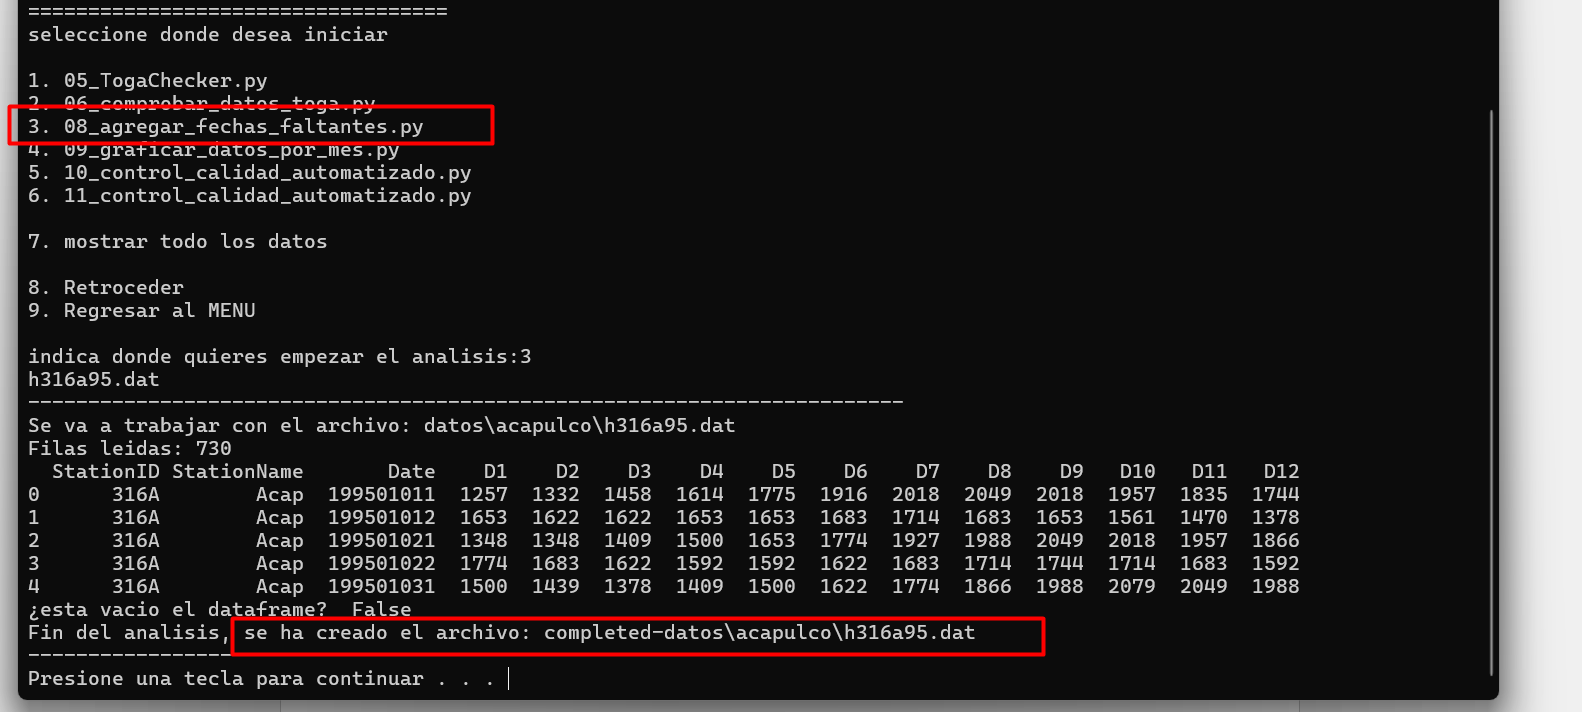 ===================================
seleccione donde desea iniciar
1. 05_TogaChecker.py
2. 06_comprobar_datos_toga.py
3. 08_agregar_fechas_faltantes.py
4. 09_graficar_datos_por_mes.py
5. 10_control_calidad_automatizado.py
6. 11_control_calidad_automatizado.py
7. mostrar todo los datos
8. Retroceder
9. Regresar al MENU
indica donde quieres empezar el analisis:3
h316a95.dat
-------------------------------------------------------------------------
Se va a trabajar con el archivo: datos\acapulco\h316a95.dat
Filas leidas: 730
  StationID StationName       Date    D1    D2    D3    D4    D5    D6    D7    D8    D9   D10   D11   D12
0      316A        Acap  199501011  1257  1332  1458  1614  1775  1916  2018  2049  2018  1957  1835  1744
1      316A        Acap  199501012  1653  1622  1622  1653  1653  1683  1714  1683  1653  1561  1470  1378
2      316A        Acap  199501021  1348  1348  1409  1500  1653  1774  1927  1988  2049  2018  1957  1866
3      316A        Acap  199501022  1774  1683  1622  1592  1592  1622  1683  1714  1744  1714  1683  1592
4      316A        Acap  199501031  1500  1439  1378  1409  1500  1622  1774  1866  1988  2079  2049  1988
¿esta vacio el dataframe?  False
Fin del analisis, se ha creado el archivo: completed-datos\acapulco\h316a95.dat
-----------------
Presione una tecla para continuar . . .